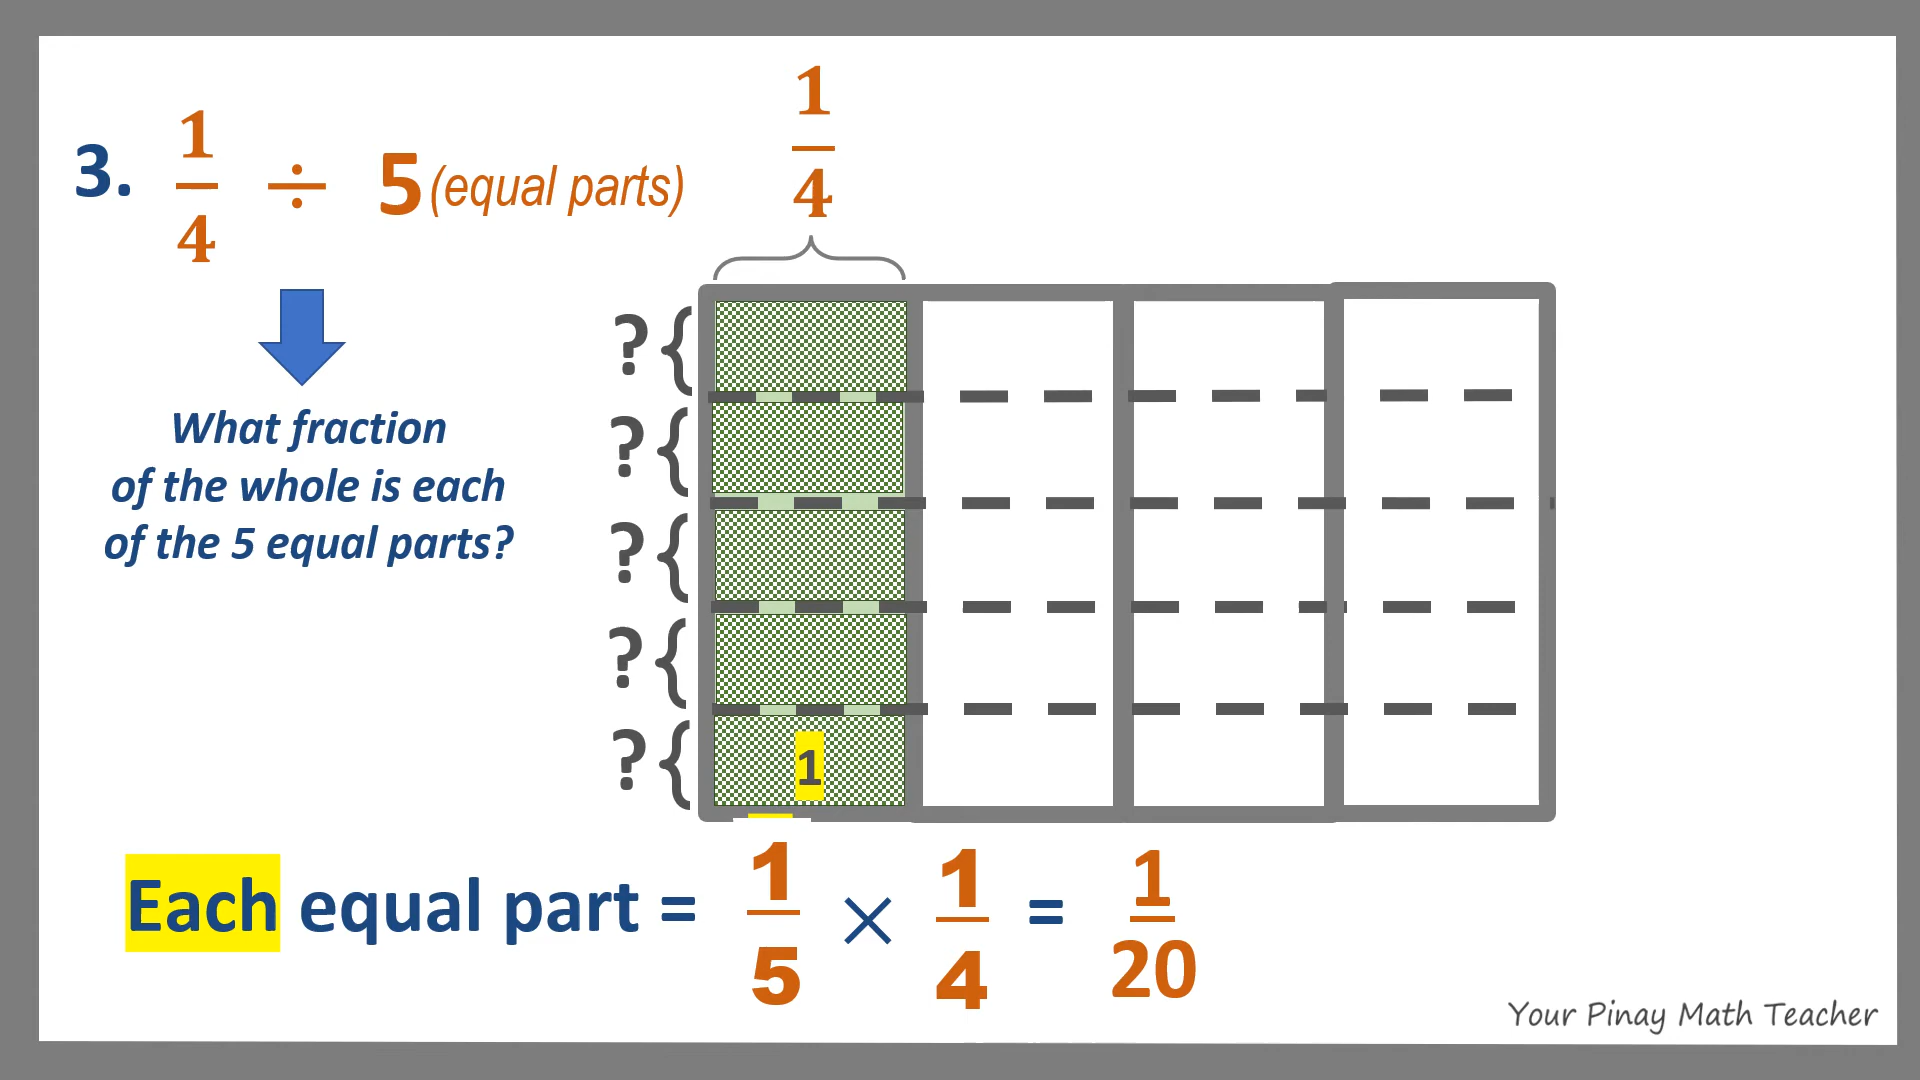 3. 1/4 ÷ 5 (equal parts)
1/4
What fraction
of the whole is each
of the 5 equal parts?
? {
? {
? {
? {
? {
1
Each equal part = 1/5 × 1/4 = 1/20
Your Pinay Math Teacher